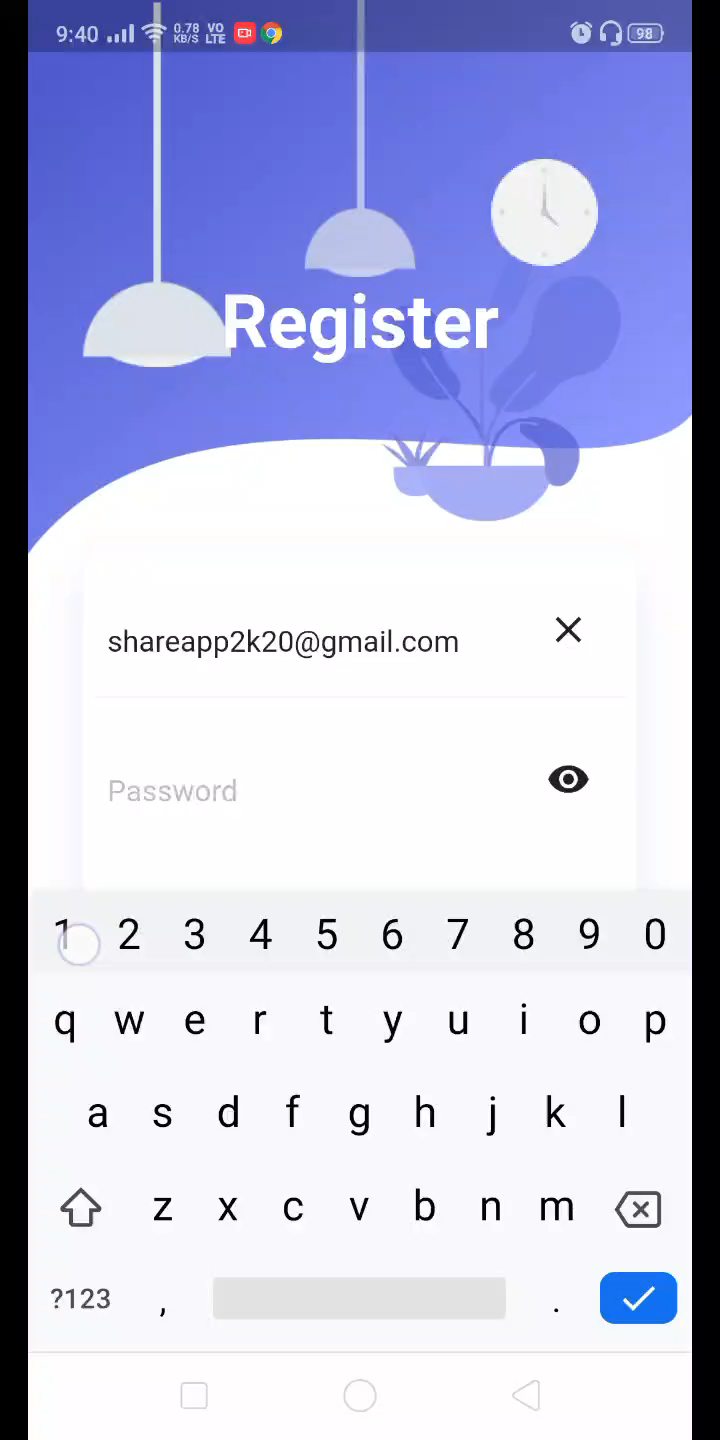 9:40 0.78 KB/S VO LTE 98
Register
shareapp2k20@gmail.com
Password
1 2 3 4 5 6 7 8 9 0
q w e r t y u i o p
a s d f g h j k l
z x c v b n m
?123 , .